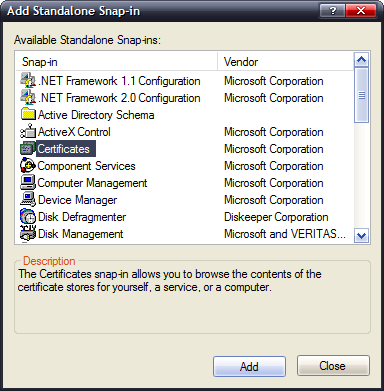 Add Standalone Snap-in
Available Standalone Snap-ins:
Snap-in Vendor
.NET Framework 1.1 Configuration Microsoft Corporation
.NET Framework 2.0 Configuration Microsoft Corporation
Active Directory Schema
ActiveX Control Microsoft Corporation
Certificates Microsoft Corporation
Component Services Microsoft Corporation
Computer Management Microsoft Corporation
Device Manager Microsoft Corporation
Disk Defragmenter Diskeeper Corporation
Disk Management Microsoft and VERITAS...
Description
The Certificates snap-in allows you to browse the contents of the
certificate stores for yourself, a service, or a computer.
Add Close